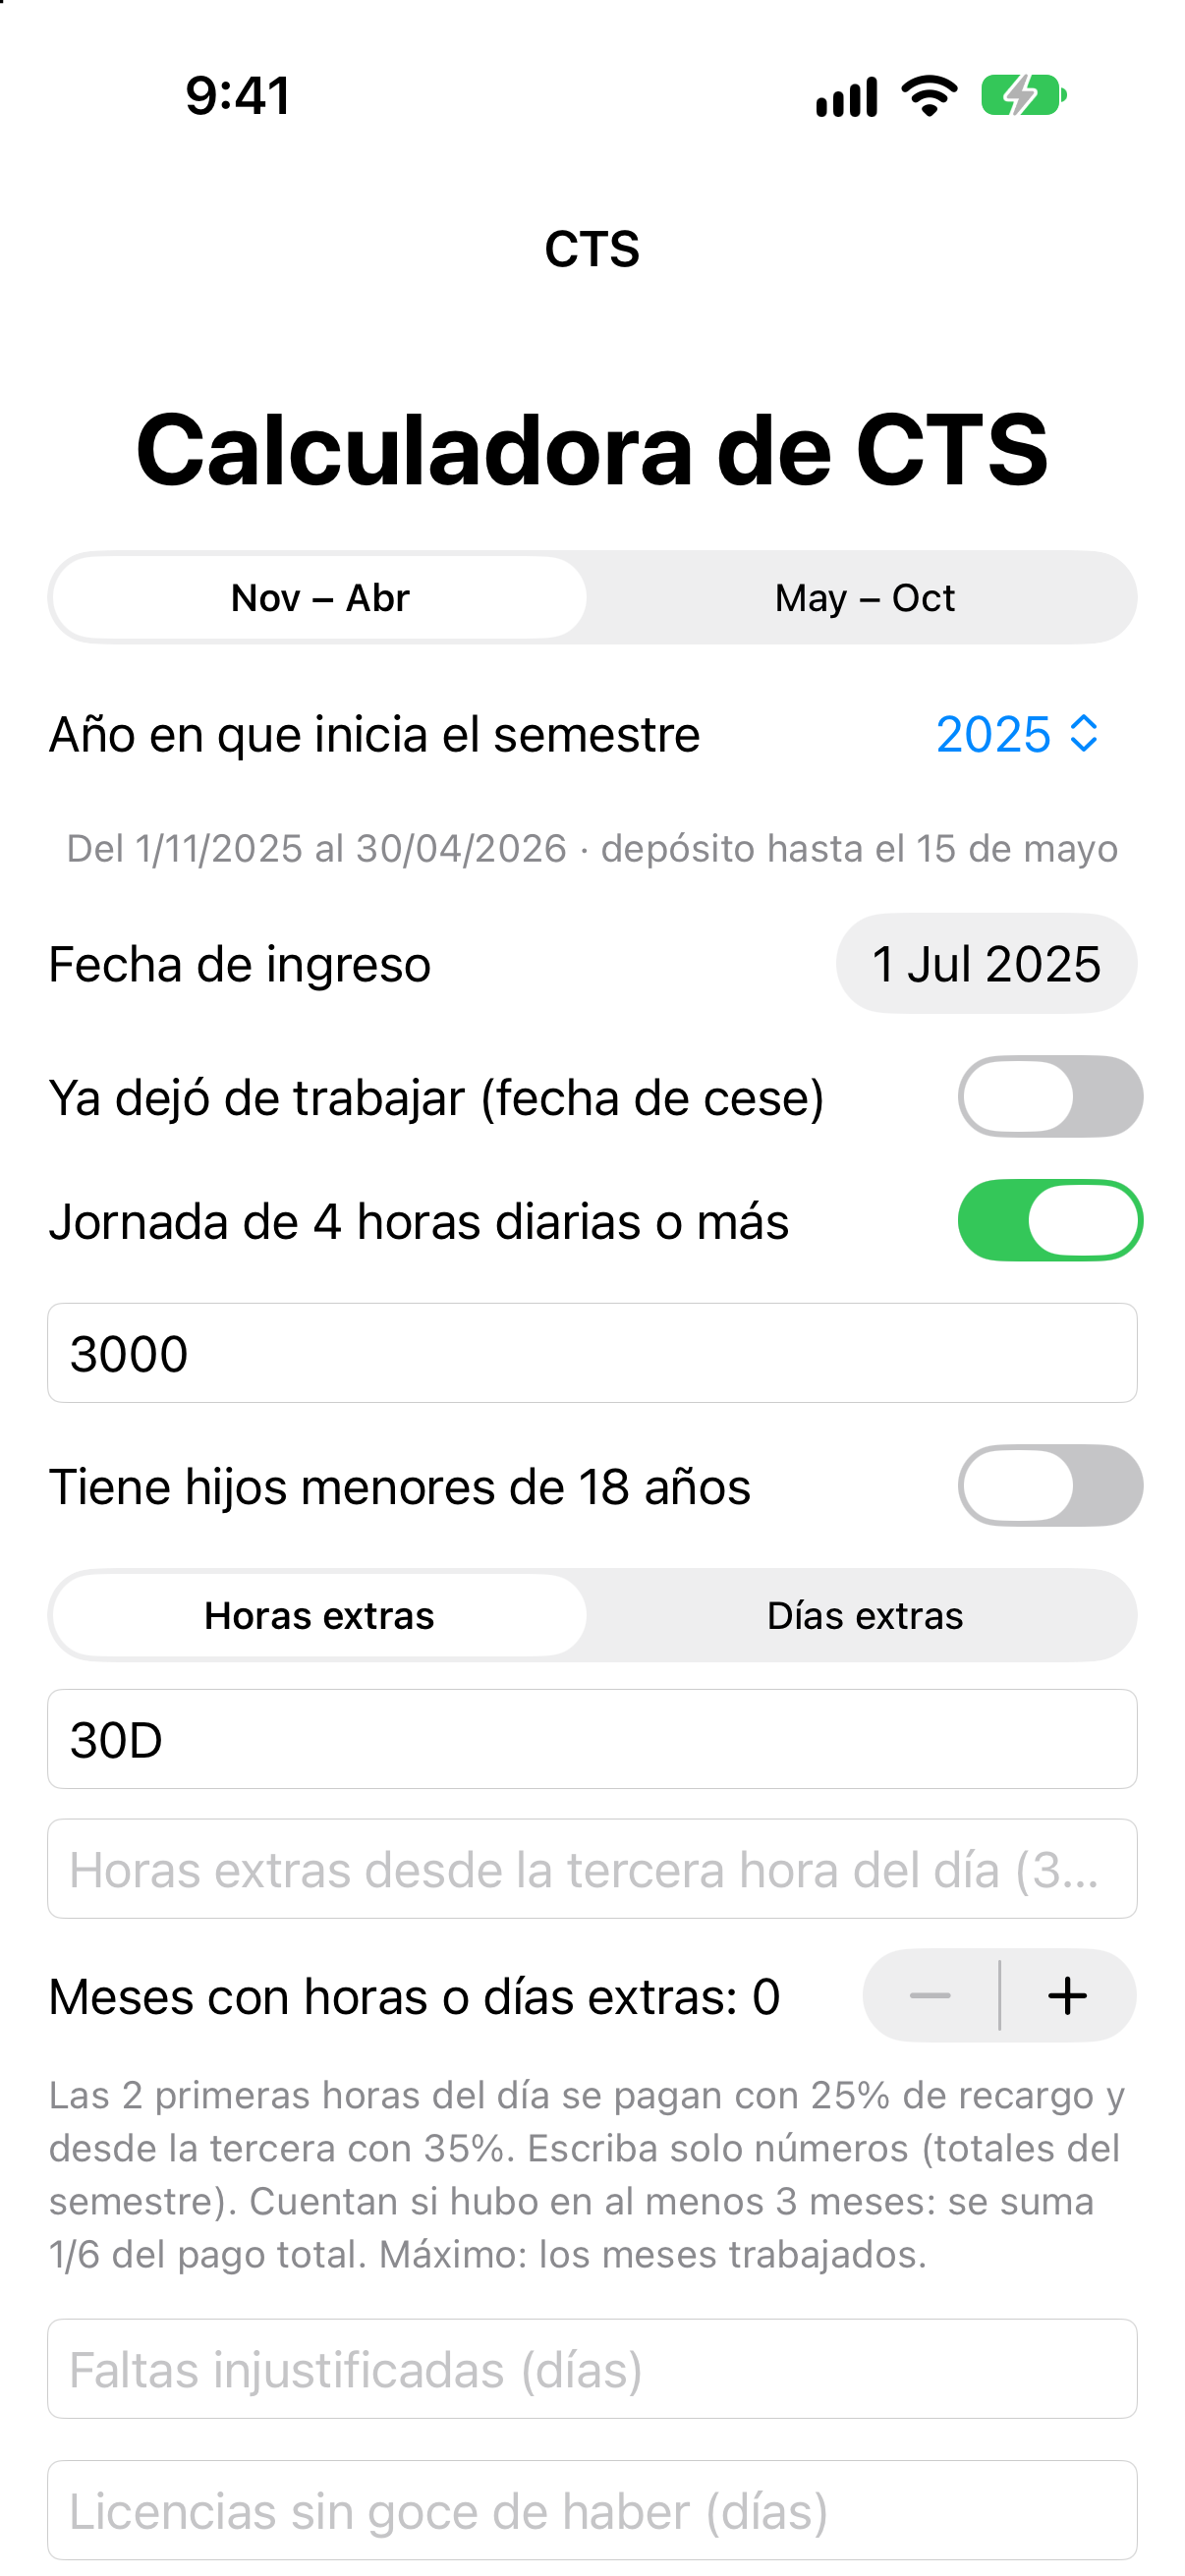 9:41
CTS
Calculadora de CTS
Nov – Abr
May – Oct
Año en que inicia el semestre
2025
Del 1/11/2025 al 30/04/2026 · depósito hasta el 15 de mayo
Fecha de ingreso
1 Jul 2025
Ya dejó de trabajar (fecha de cese)
Jornada de 4 horas diarias o más
3000
Tiene hijos menores de 18 años
Horas extras
Días extras
30D
Horas extras desde la tercera hora del día (3...
Meses con horas o días extras: 0
Las 2 primeras horas del día se pagan con 25% de recargo y
desde la tercera con 35%. Escriba solo números (totales del
semestre). Cuentan si hubo en al menos 3 meses: se suma
1/6 del pago total. Máximo: los meses trabajados.
Faltas injustificadas (días)
Licencias sin goce de haber (días)